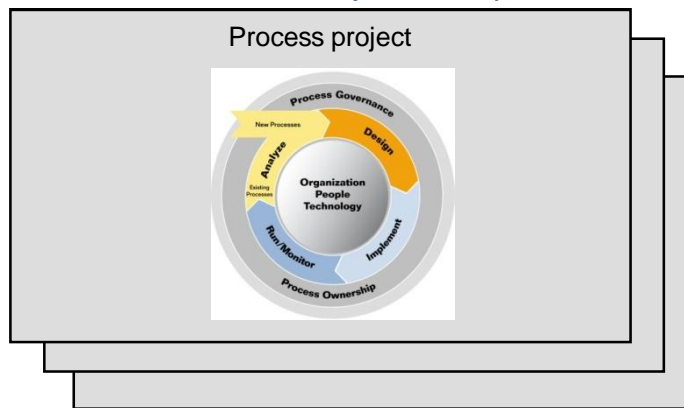 Process project
Process Governance
New Processes
Design
Analyze
Existing
Processes
Organization
People
Technology
Run/Monitor
Implement
Process Ownership